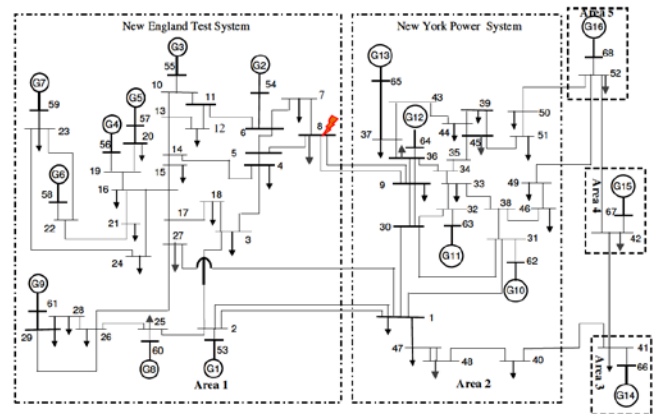 New England Test System
New York Power System
Area 5
G16
68
52
G3
55
10
11
G2
54
7
8
6
5
4
13
12
G7
59
23
G5
57
20
G4
56
19
14
15
16
G6
58
22
21
24
18
17
3
27
G9
61
29
28
26
25
60
G8
2
53
G1
Area 1
G13
65
43
37
G12
64
36
44
39
45
35
34
50
51
9
33
32
63
G11
30
38
49
46
31
62
G10
1
47
48
40
Area 2
Area 4
G15
67
42
Area 3
41
66
G14